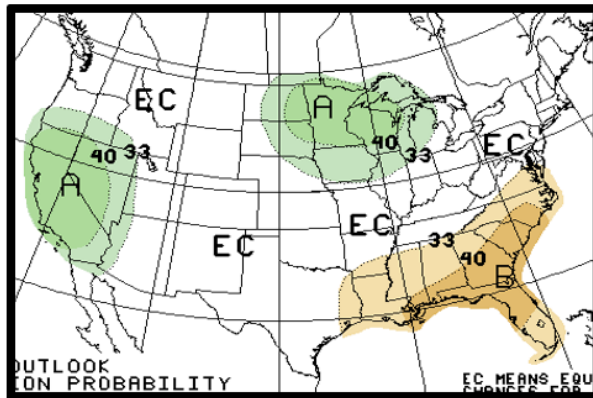 EC
A
40 33
A
40 33
EC
A
EC
EC
33
40
B
OUTLOOK
ION PROBABILITY
EC MEANS EQU
CHANCES FOR